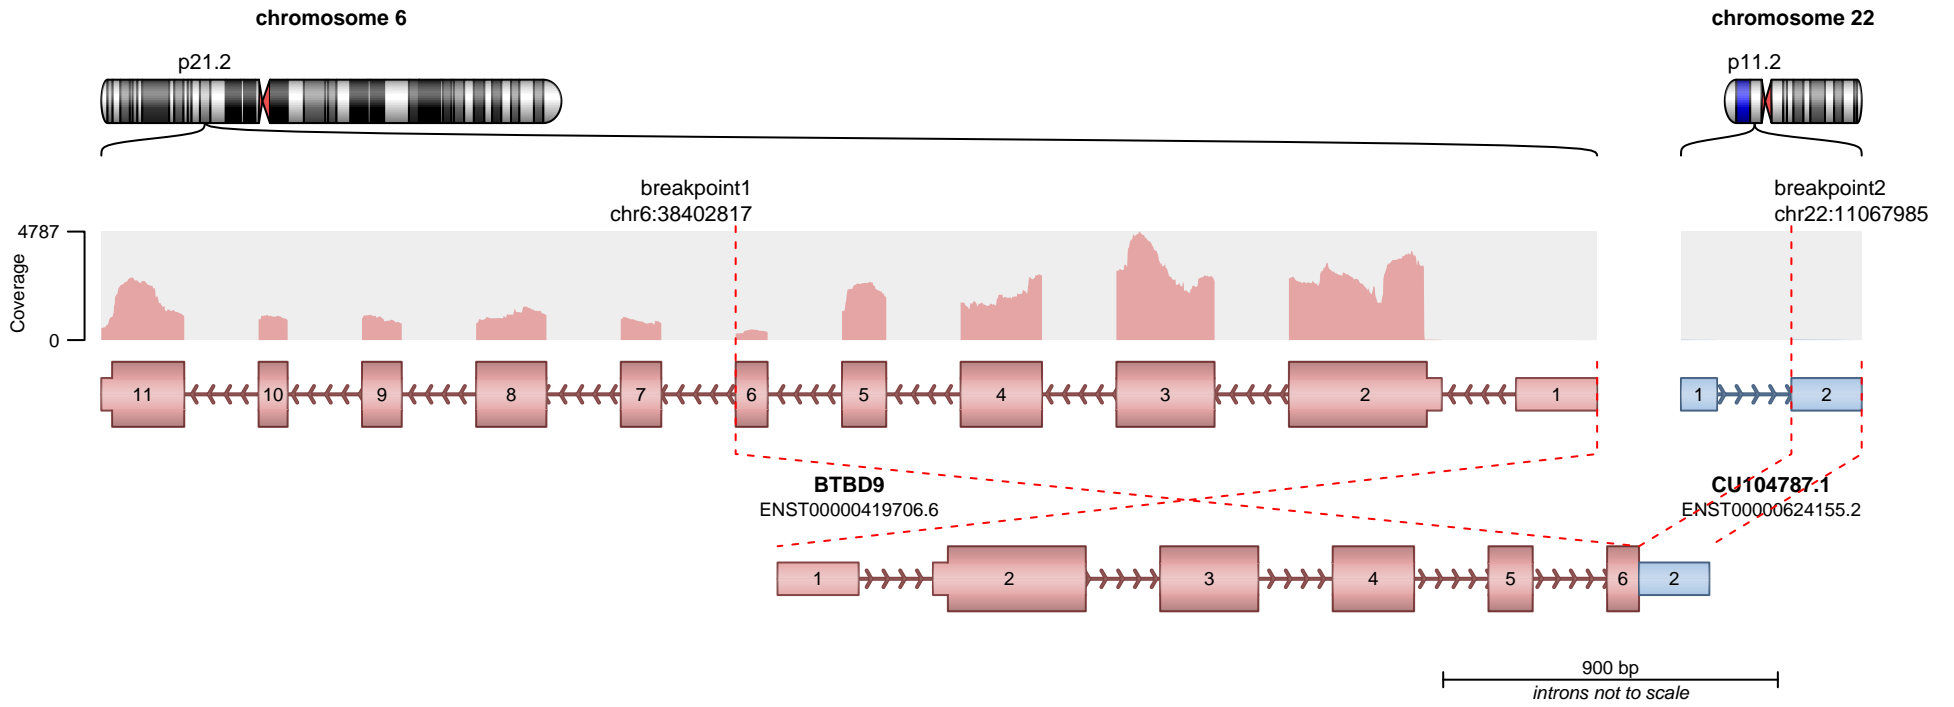 chromosome 6
chromosome 22
p21.2
p11.2
breakpoint1
chr6:38402817
breakpoint2
chr22:11067985
4787
Coverage
0
11 10 9 8 7 6 5 4 3 2 1
1 2
BTBD9
ENST00000419706.6
CU104787.1
ENST00000624155.2
1 2 3 4 5 6 2
900 bp
introns not to scale